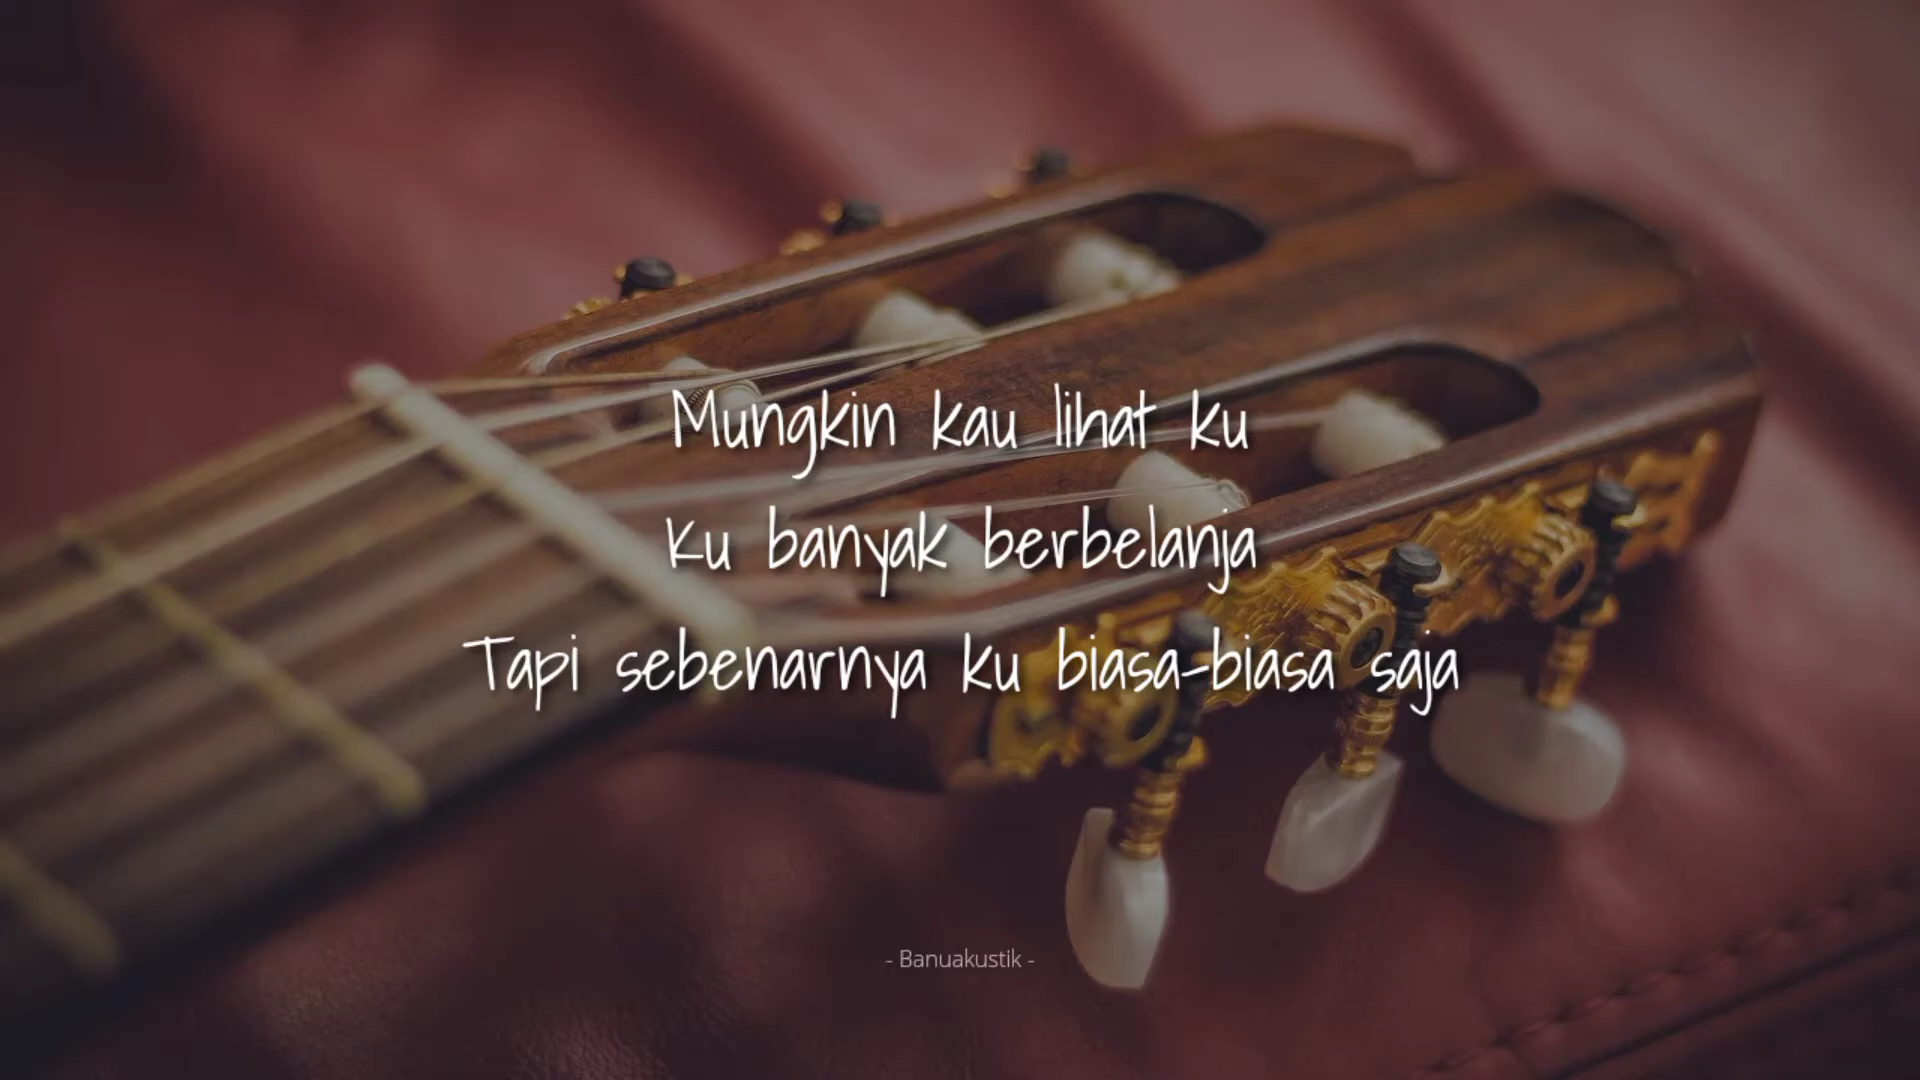 Mungkin kau lihat ku
Ku banyak berbelanja
Tapi sebenarnya ku biasa-biasa saja
- Banuakustik -